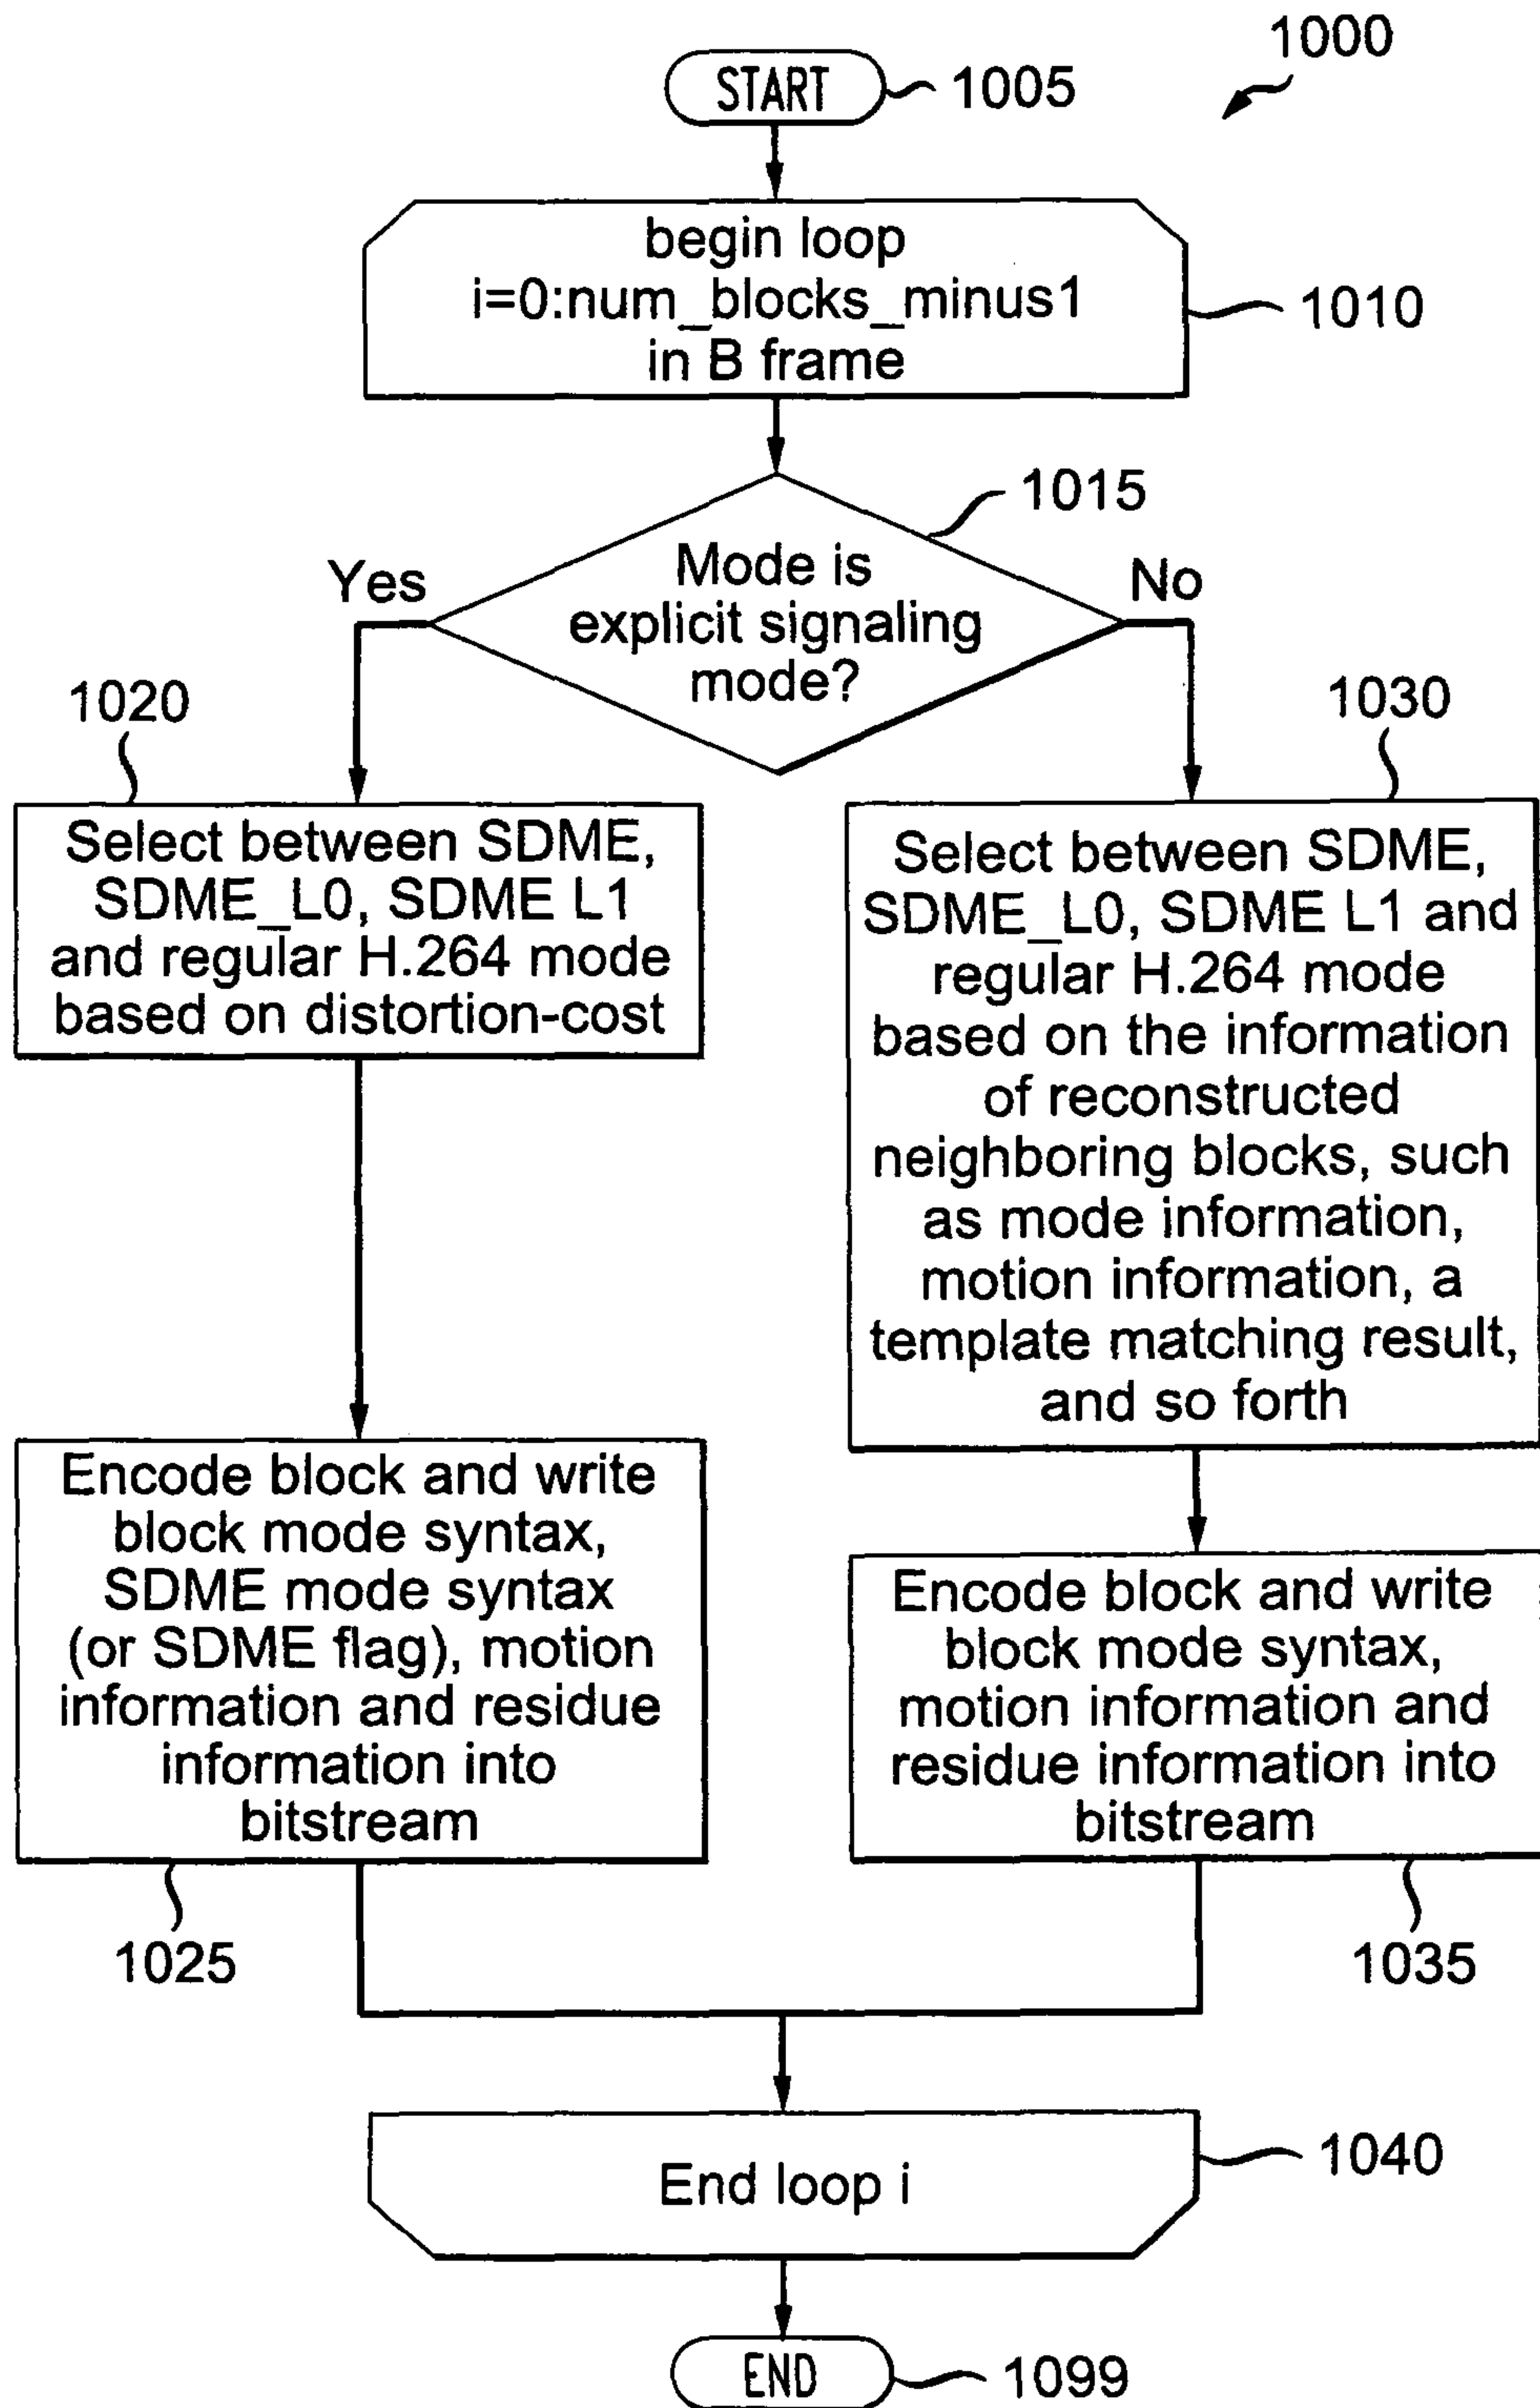 1000
START
1005
begin loop
i=0:num_blocks_minus1
in B frame
1010
1015
Mode is
explicit signaling
mode?
Yes
No
1020
Select between SDME,
SDME_L0, SDME L1
and regular H.264 mode
based on distortion-cost
1030
Select between SDME,
SDME_L0, SDME L1 and
regular H.264 mode
based on the information
of reconstructed
neighboring blocks, such
as mode information,
motion information, a
template matching result,
and so forth
Encode block and write
block mode syntax,
SDME mode syntax
(or SDME flag), motion
information and residue
information into
bitstream
1025
Encode block and write
block mode syntax,
motion information and
residue information into
bitstream
1035
End loop i
1040
END
1099